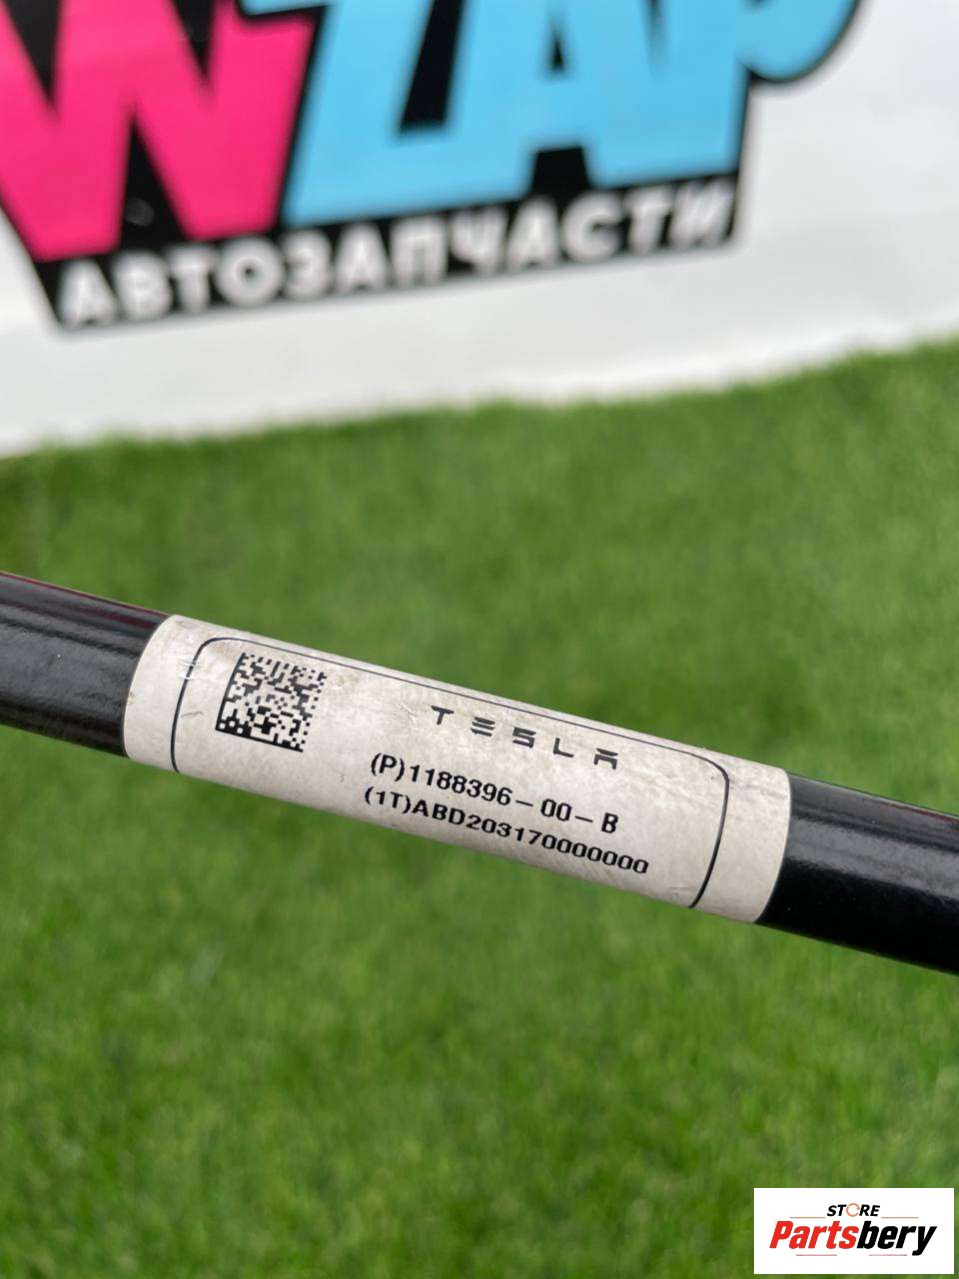 WZAP
АВТОЗАПЧАСТИ
TESLA
(P)1188396-00-B
(1T)ABD203170000000
STORE
Partsbery